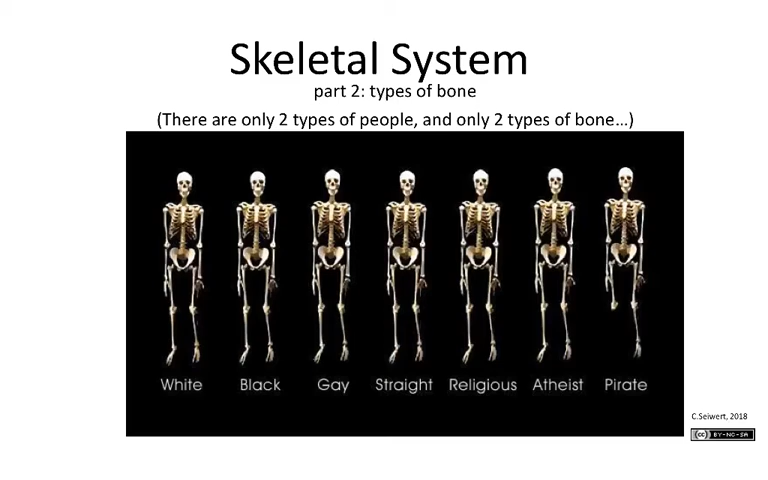 Skeletal System
part 2: types of bone
(There are only 2 types of people, and only 2 types of bone…)
White Black Gay Straight Religious Atheist Pirate
C.Seiwert, 2018
cc BY-NC-SA